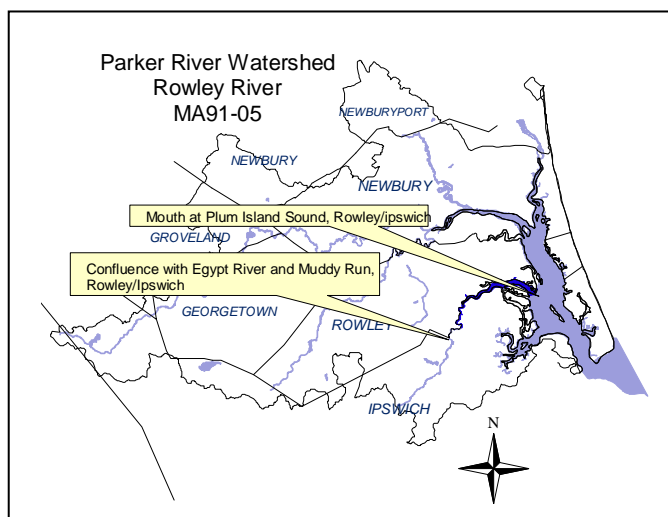 Parker River Watershed
Rowley River
MA91-05
NEWBURYPORT
NEWBURY
NEWBURY
Mouth at Plum Island Sound, Rowley/ipswich
GROVELAND
Confluence with Egypt River and Muddy Run,
Rowley/Ipswich
GEORGETOWN
ROWLEY
IPSWICH
N